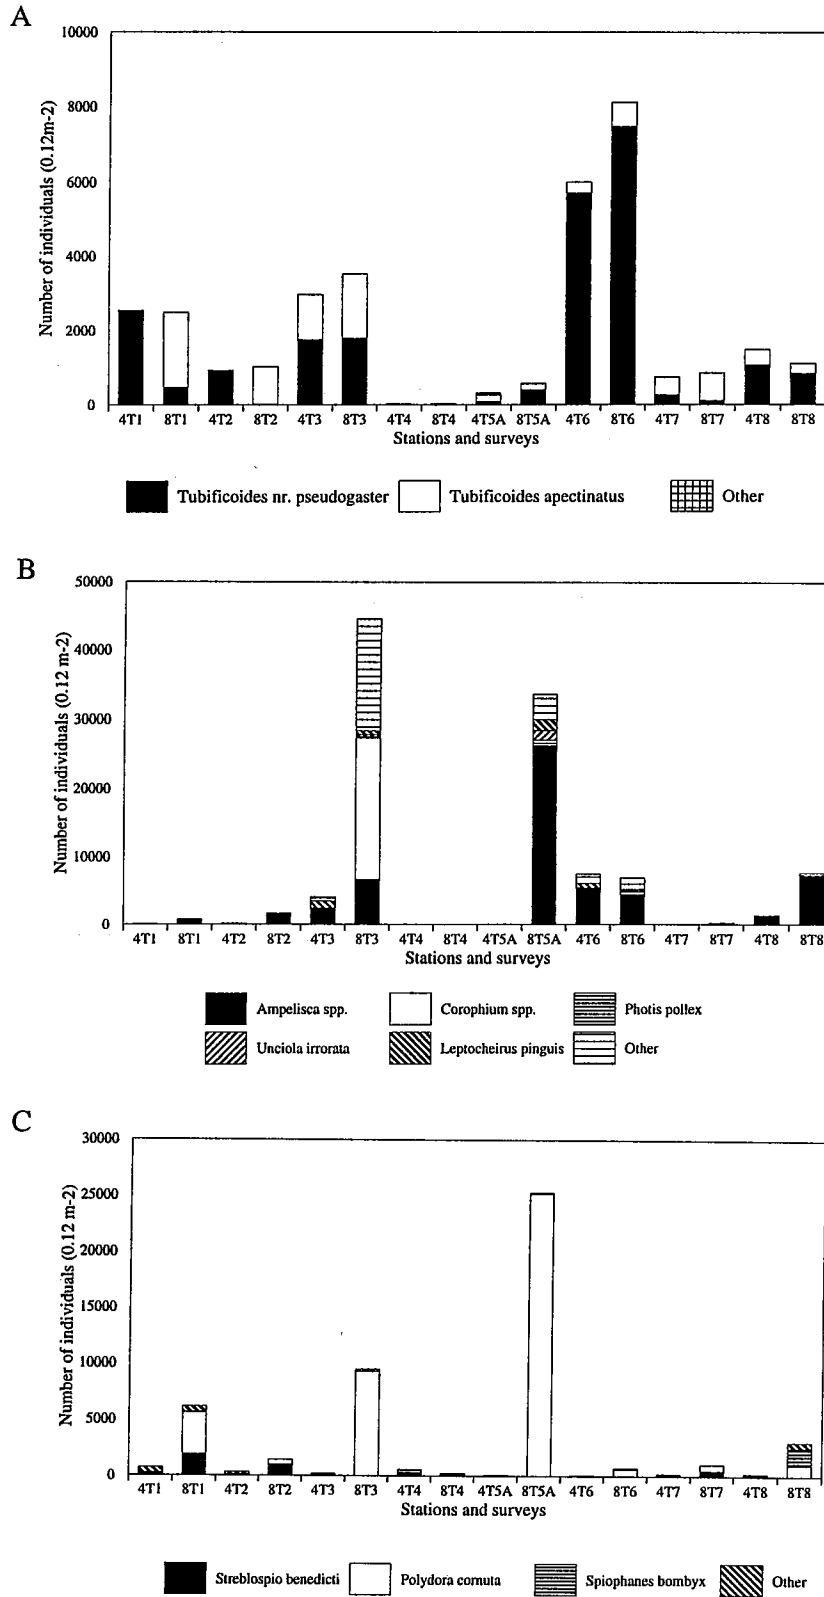 A
Number of individuals (0.12m-2)
10000
8000
6000
4000
2000
0
4T1 8T1 4T2 8T2 4T3 8T3 4T4 8T4 4T5A 8T5A 4T6 8T6 4T7 8T7 4T8 8T8
Stations and surveys
Tubificoides nr. pseudogaster Tubificoides apectinatus Other
B
Number of individuals (0.12 m-2)
50000
40000
30000
20000
10000
0
4T1 8T1 4T2 8T2 4T3 8T3 4T4 8T4 4T5A 8T5A 4T6 8T6 4T7 8T7 4T8 8T8
Stations and surveys
Ampelisca spp. Corophium spp. Photis pollex
Unciola irrorata Leptocheirus pinguis Other
C
Number of individuals (0.12 m-2)
30000
25000
20000
15000
10000
5000
0
4T1 8T1 4T2 8T2 4T3 8T3 4T4 8T4 4T5A 8T5A 4T6 8T6 4T7 8T7 4T8 8T8
Stations and surveys
Streblospio benedicti Polydora cornuta Spiophanes bombyx Other